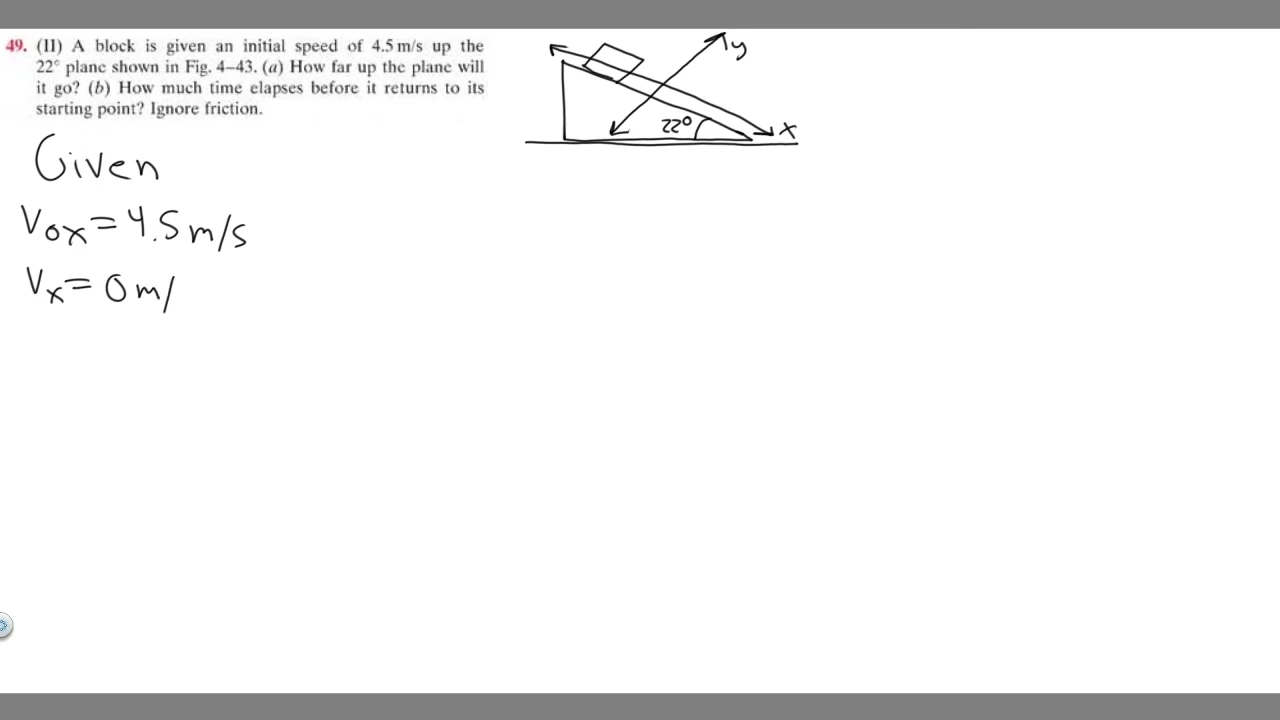 49. (II) A block is given an initial speed of 4.5 m/s up the
22° plane shown in Fig. 4–43. (a) How far up the plane will
it go? (b) How much time elapses before it returns to its
starting point? Ignore friction.
y
22°
x
Given
Vox = 4.5 m/s
Vx = 0 m/